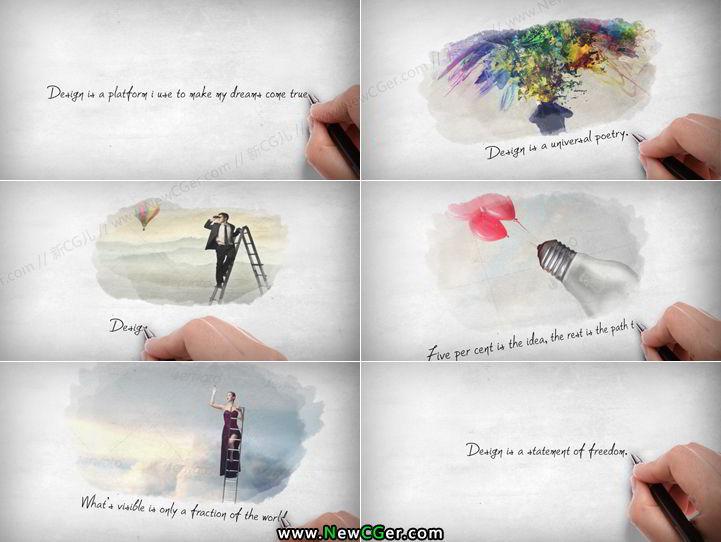 Design is a platform i use to make my dreams come true
Design is a universal poetry.
Design
Five per cent is the idea, the rest is the path t
What's visible is only a fraction of the world
Design is a statement of freedom.
www.NewCGer.com